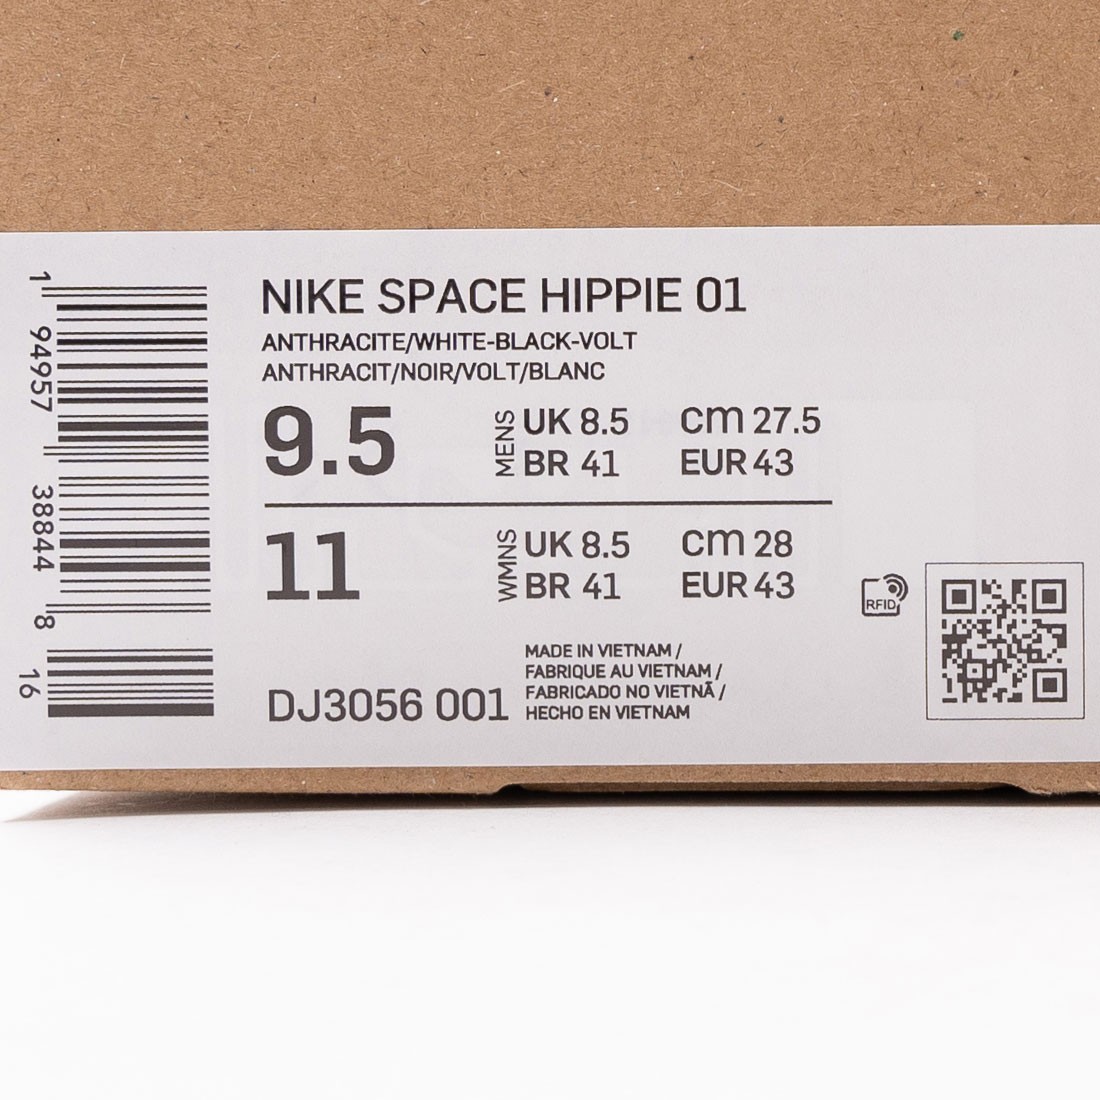 NIKE SPACE HIPPIE 01
ANTHRACITE/WHITE-BLACK-VOLT
ANTHRACIT/NOIR/VOLT/BLANC
9.5 MENS UK 8.5 CM 27.5
BR 41 EUR 43
11 WMNS UK 8.5 CM 28
BR 41 EUR 43
RFID
MADE IN VIETNAM /
FABRIQUE AU VIETNAM /
FABRICADO NO VIETNÃ /
HECHO EN VIETNAM
DJ3056 001
1 94957 38844 8 16